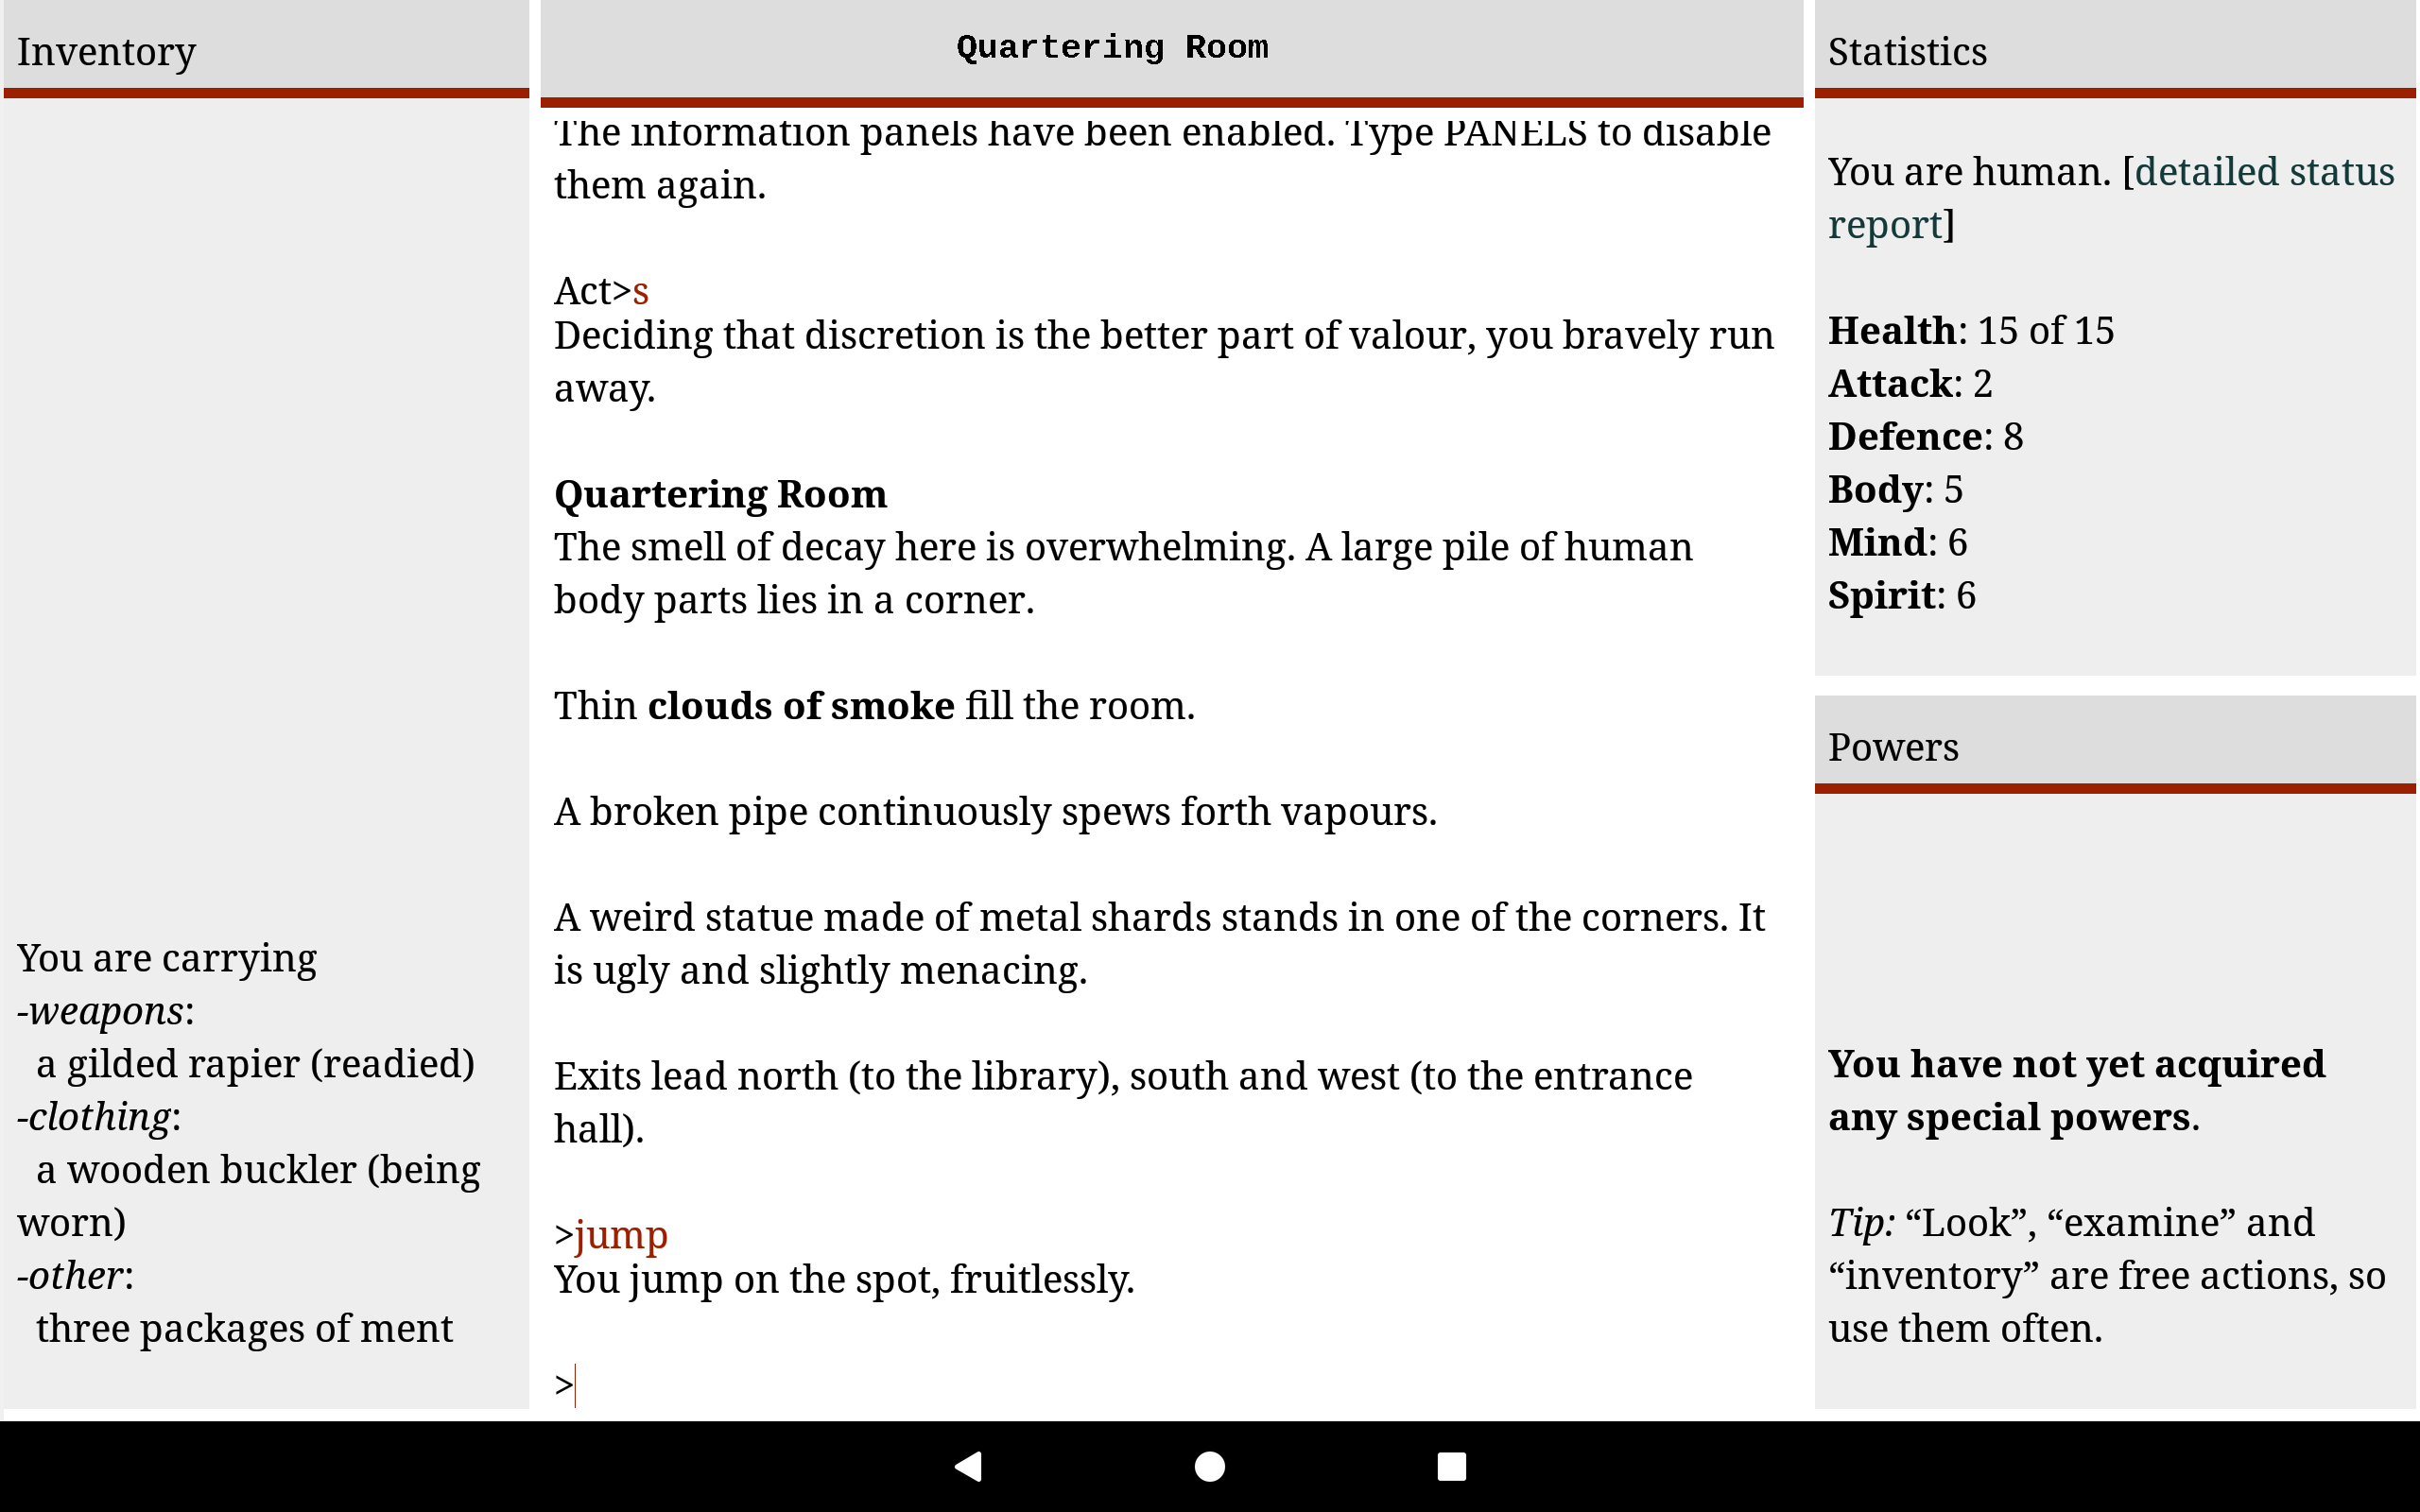 Inventory
You are carrying
-weapons:
a gilded rapier (readied)
-clothing:
a wooden buckler (being
worn)
-other:
three packages of ment
Quartering Room
The information panels have been enabled. Type PANELS to disable
them again.
Act>s
Deciding that discretion is the better part of valour, you bravely run
away.
Quartering Room
The smell of decay here is overwhelming. A large pile of human
body parts lies in a corner.
Thin clouds of smoke fill the room.
A broken pipe continuously spews forth vapours.
A weird statue made of metal shards stands in one of the corners. It
is ugly and slightly menacing.
Exits lead north (to the library), south and west (to the entrance
hall).
>jump
You jump on the spot, fruitlessly.
>
Statistics
You are human. [detailed status
report]
Health: 15 of 15
Attack: 2
Defence: 8
Body: 5
Mind: 6
Spirit: 6
Powers
You have not yet acquired
any special powers.
Tip: “Look”, “examine” and
“inventory” are free actions, so
use them often.